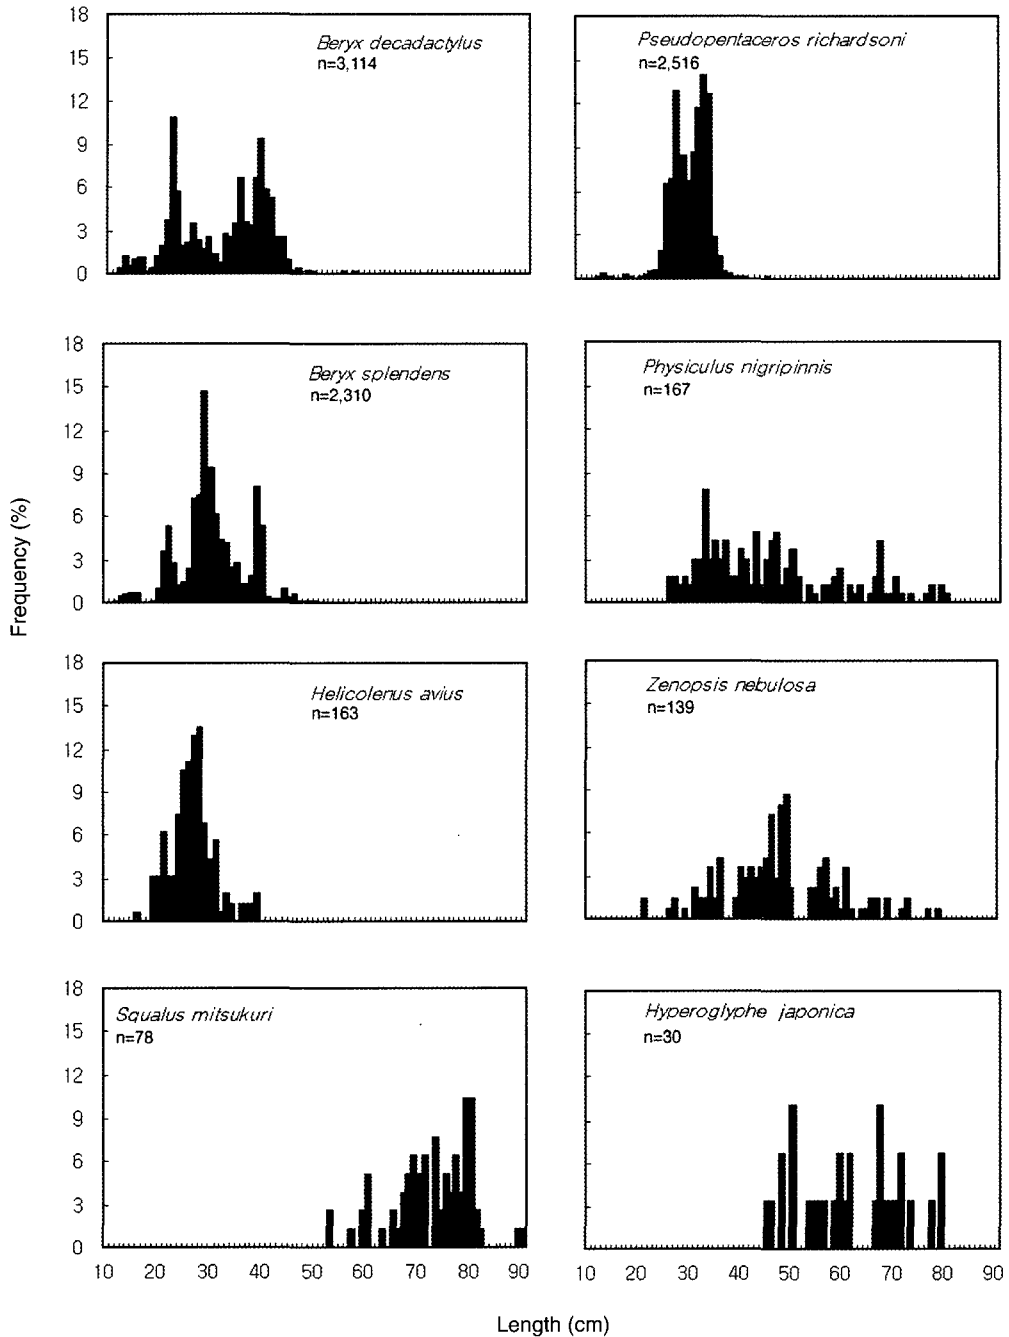 18
15
12
9
6
3
0
Beryx decadactylus
n=3,114
Pseudopentaceros richardsoni
n=2,516
18
15
12
9
6
3
0
Beryx splendens
n=2,310
Physiculus nigripinnis
n=167
Frequency (%)
18
15
12
9
6
3
0
Helicolenus avius
n=163
Zenopsis nebulosa
n=139
18
15
12
9
6
3
0
Squalus mitsukuri
n=78
Hyperoglyphe japonica
n=30
10 20 30 40 50 60 70 80 90
10 20 30 40 50 60 70 80 90
Length (cm)